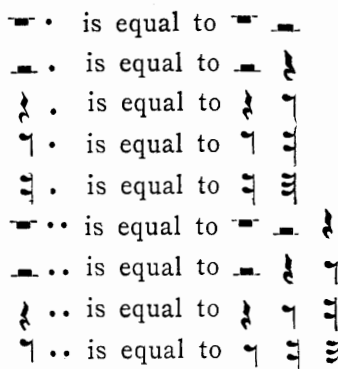 𝄻 · is equal to 𝄻 𝄼
𝄼 · is equal to 𝄼 𝄽
𝄽 · is equal to 𝄽 𝄾
𝄾 · is equal to 𝄾 𝅀
𝄿 · is equal to 𝄿 𝅀
𝄻 ·· is equal to 𝄻 𝄼 𝄽
𝄼 ·· is equal to 𝄼 𝄽 𝄾
𝄽 ·· is equal to 𝄽 𝄾 𝄿
𝄾 ·· is equal to 𝄾 𝄿 𝅀